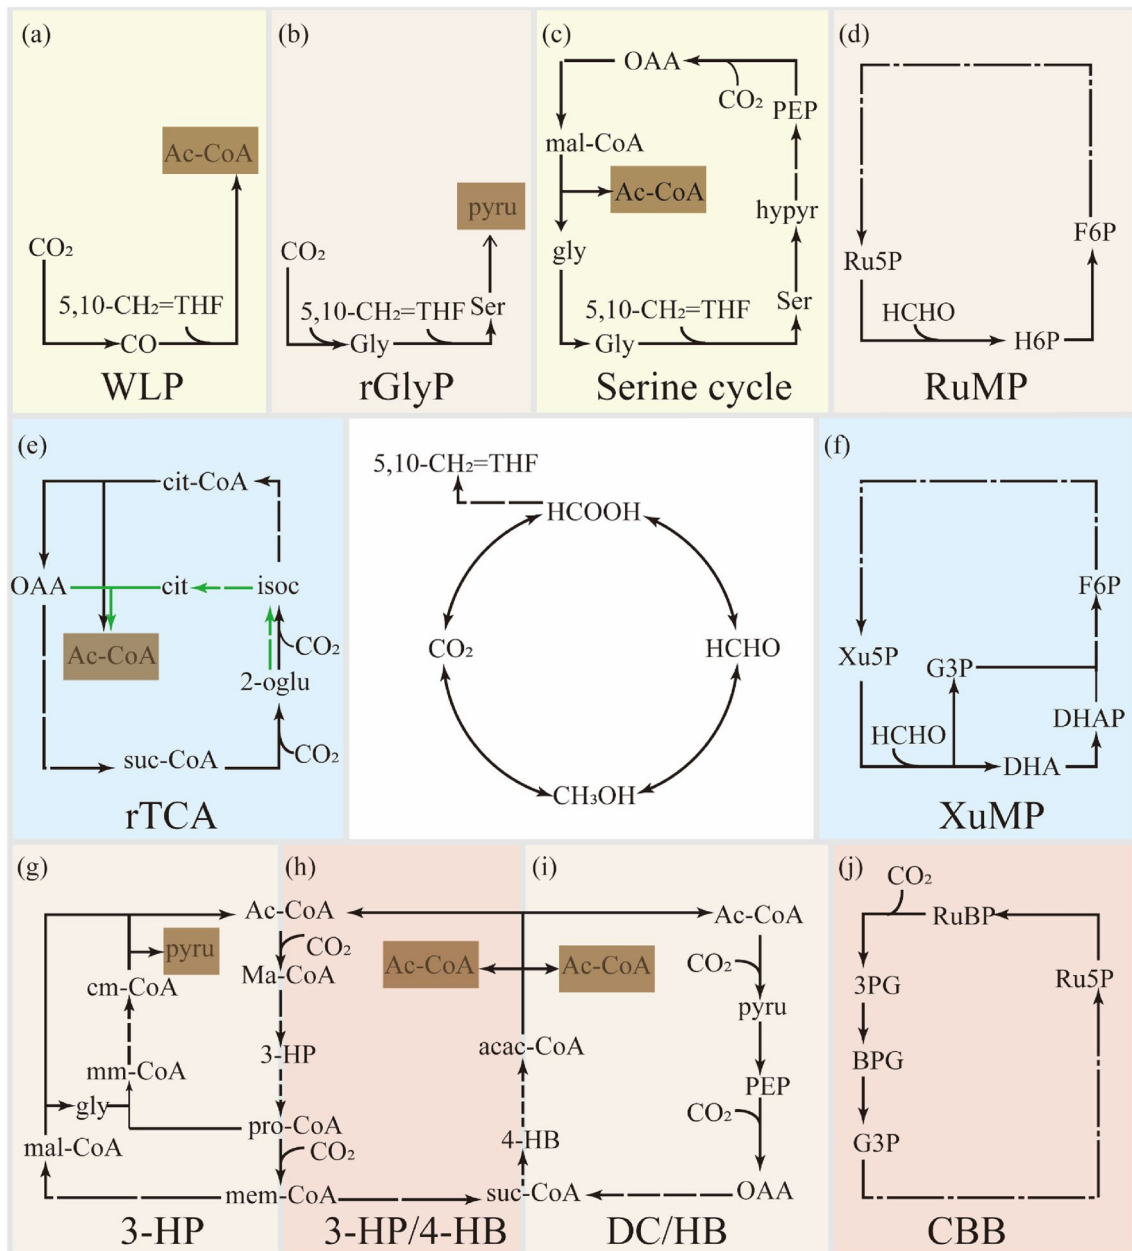 (a)
Ac-CoA
CO₂
5,10-CH₂=THF
CO
WLP
(b)
pyru
CO₂
5,10-CH₂=THF
Ser
Gly
rGlyP
(c)
OAA
CO₂
PEP
mal-CoA
Ac-CoA
hypyr
gly
5,10-CH₂=THF
Ser
Gly
Serine cycle
(d)
F6P
Ru5P
HCHO
H6P
RuMP
(e)
cit-CoA
OAA
cit
isoc
CO₂
Ac-CoA
2-oglu
CO₂
suc-CoA
rTCA
5,10-CH₂=THF
HCOOH
CO₂
HCHO
CH₃OH
(f)
F6P
Xu5P
G3P
DHAP
HCHO
DHA
XuMP
(g)
Ac-CoA
pyru
CO₂
Ma-CoA
cm-CoA
3-HP
mm-CoA
gly
pro-CoA
mal-CoA
CO₂
mem-CoA
3-HP
(h)
Ac-CoA
acac-CoA
4-HB
suc-CoA
3-HP/4-HB
(i)
Ac-CoA
Ac-CoA
CO₂
pyru
PEP
CO₂
OAA
DC/HB
(j)
CO₂
RuBP
3PG
Ru5P
BPG
G3P
CBB